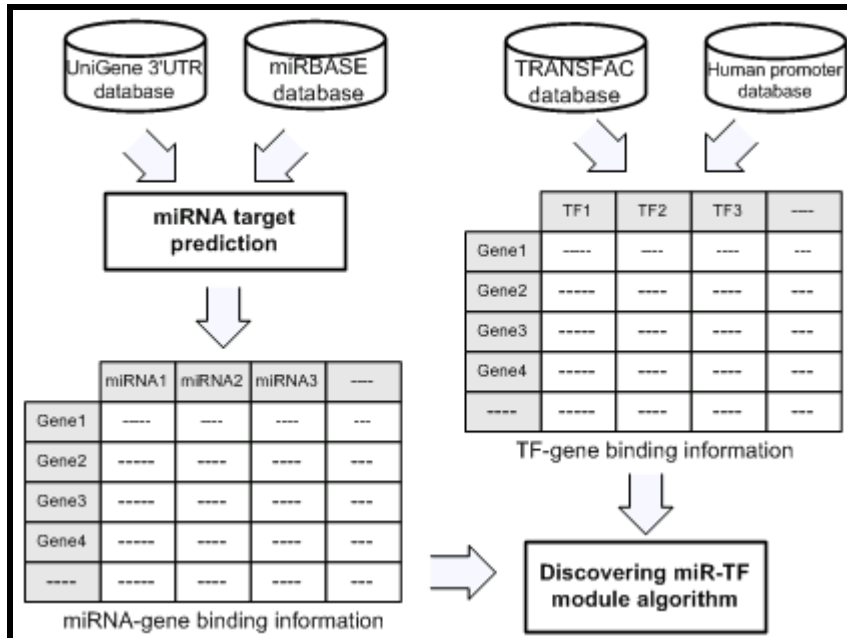 UniGene 3'UTR
database
miRBASE
database
TRANSFAC
database
Human promoter
database
miRNA target
prediction
TF1 TF2 TF3 ----
Gene1 ----- ---- ---- ---
Gene2 ----- ---- ---- ---
Gene3 ----- ---- ---- ---
Gene4 ----- ---- ---- ---
---- ----- ---- ---- ---
TF-gene binding information
miRNA1 miRNA2 miRNA3 ----
Gene1 ----- ---- ---- ---
Gene2 ----- ---- ---- ---
Gene3 ----- ---- ---- ---
Gene4 ----- ---- ---- ---
---- ----- ---- ---- ---
miRNA-gene binding information
Discovering miR-TF
module algorithm